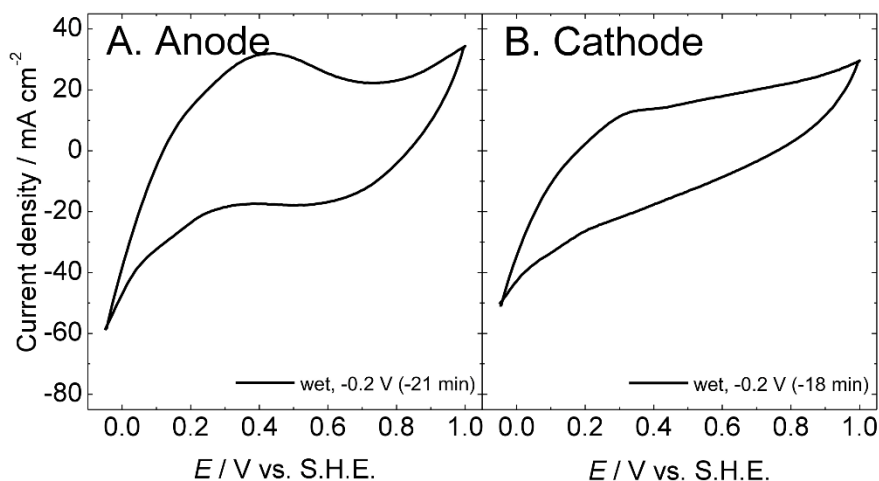 A. Anode
B. Cathode
40
20
0
-20
-40
-60
-80
Current density / mA cm⁻²
wet, -0.2 V (-21 min)
wet, -0.2 V (-18 min)
0.0 0.2 0.4 0.6 0.8 1.0
0.0 0.2 0.4 0.6 0.8 1.0
E / V vs. S.H.E.
E / V vs. S.H.E.